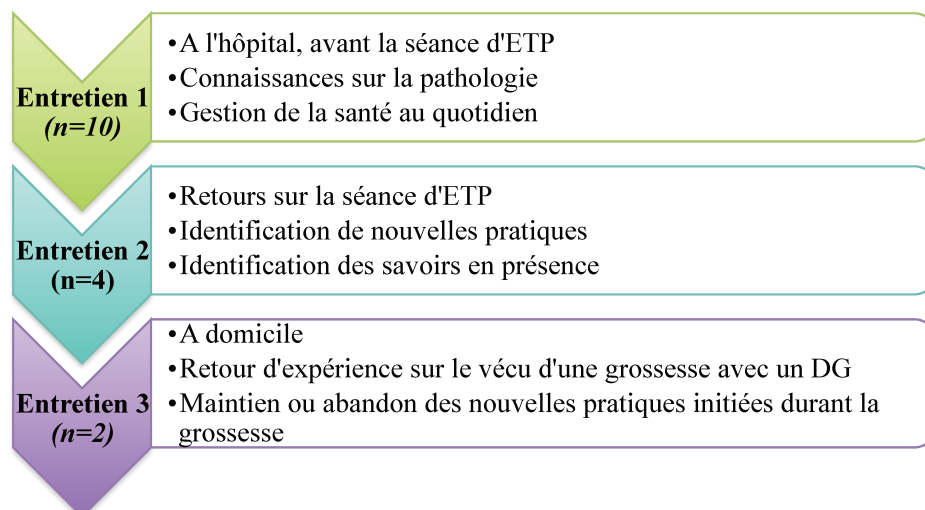 Entretien 1
(n=10)
•A l'hôpital, avant la séance d'ETP
•Connaissances sur la pathologie
•Gestion de la santé au quotidien
Entretien 2
(n=4)
•Retours sur la séance d'ETP
•Identification de nouvelles pratiques
•Identification des savoirs en présence
Entretien 3
(n=2)
•A domicile
•Retour d'expérience sur le vécu d'une grossesse avec un DG
•Maintien ou abandon des nouvelles pratiques initiées durant la
grossesse